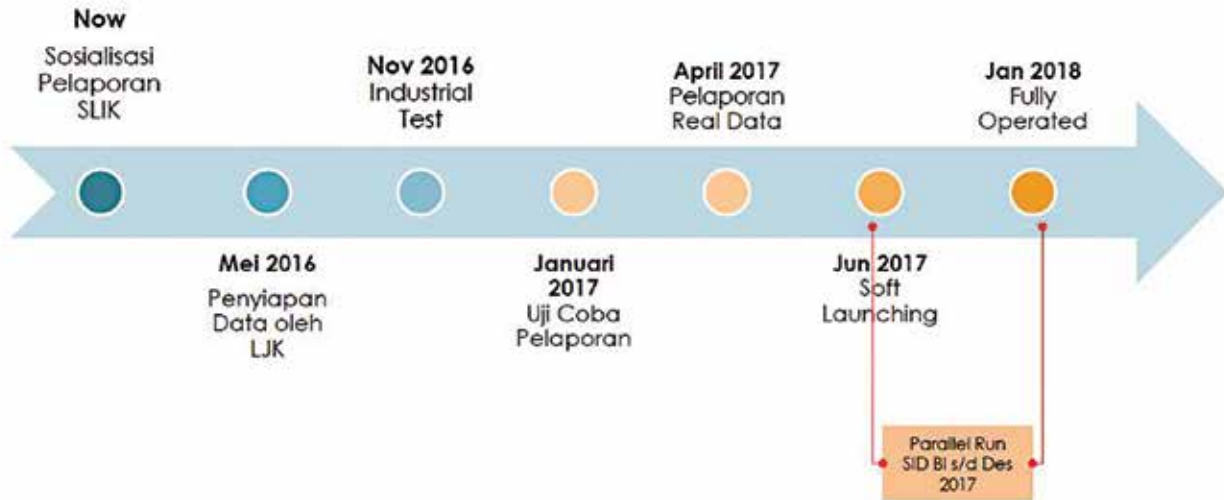 Now
Sosialisasi
Pelaporan
SLIK
Mei 2016
Penyiapan
Data oleh
LJK
Nov 2016
Industrial
Test
Januari
2017
Uji Coba
Pelaporan
April 2017
Pelaporan
Real Data
Jun 2017
Soft
Launching
Jan 2018
Fully
Operated
Parallel Run
SID BI s/d Des
2017